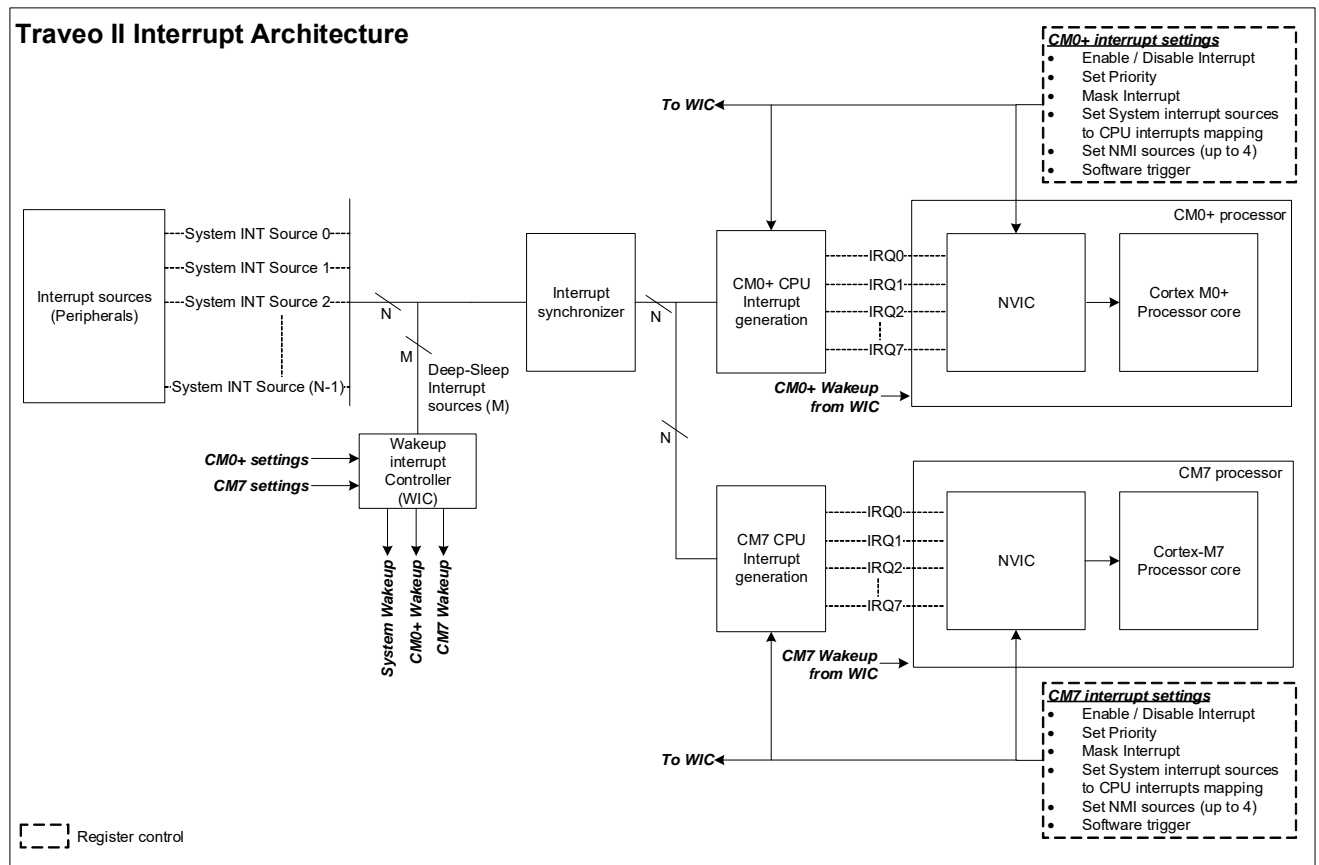 Traveo II Interrupt Architecture
CM0+ interrupt settings
• Enable / Disable Interrupt
• Set Priority
• Mask Interrupt
• Set System interrupt sources
to CPU interrupts mapping
• Set NMI sources (up to 4)
• Software trigger
To WIC
CM0+ processor
Interrupt sources
(Peripherals)
System INT Source 0
System INT Source 1
System INT Source 2
System INT Source (N-1)
N
M
Deep-Sleep
Interrupt
sources (M)
Interrupt
synchronizer
N
N
CM0+ CPU
Interrupt
generation
IRQ0
IRQ1
IRQ2
IRQ7
NVIC
Cortex M0+
Processor core
CM0+ Wakeup
from WIC
CM0+ settings
CM7 settings
Wakeup
interrupt
Controller
(WIC)
System Wakeup
CM0+ Wakeup
CM7 Wakeup
CM7 processor
CM7 CPU
Interrupt
generation
IRQ0
IRQ1
IRQ2
IRQ7
NVIC
Cortex-M7
Processor core
CM7 Wakeup
from WIC
To WIC
CM7 interrupt settings
• Enable / Disable Interrupt
• Set Priority
• Mask Interrupt
• Set System interrupt sources
to CPU interrupts mapping
• Set NMI sources (up to 4)
• Software trigger
Register control